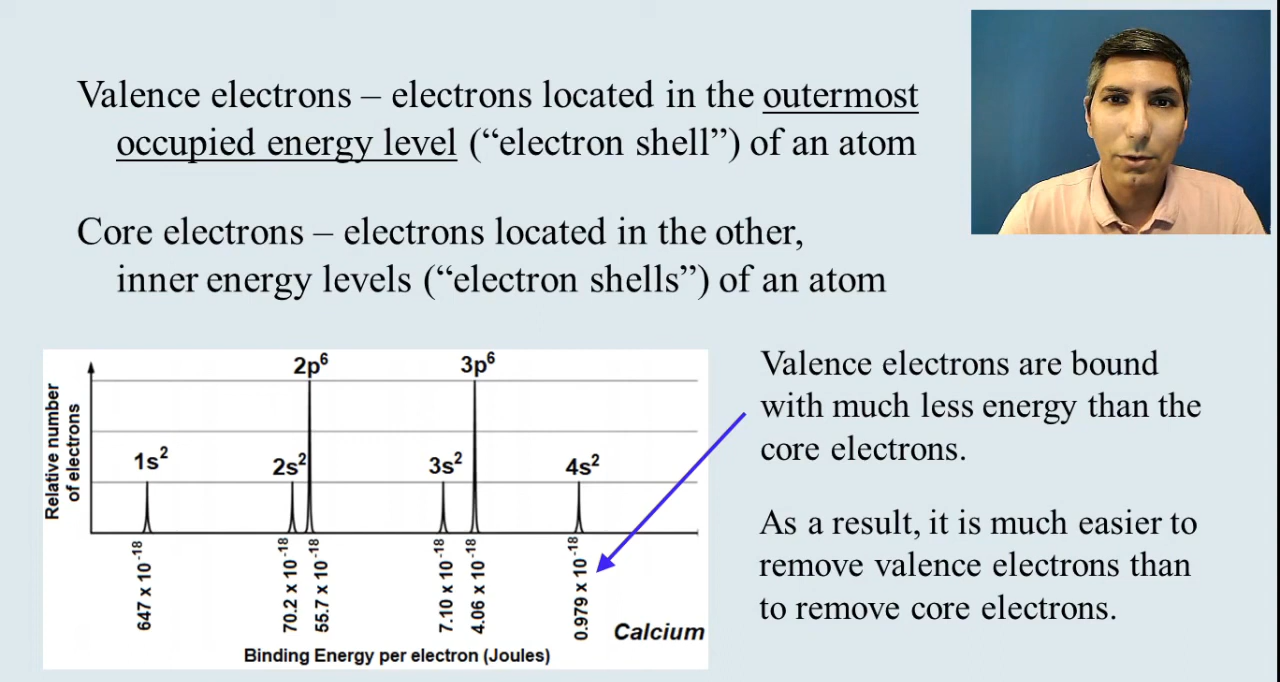 Valence electrons – electrons located in the outermost
occupied energy level (“electron shell”) of an atom
Core electrons – electrons located in the other,
inner energy levels (“electron shells”) of an atom
Relative number
of electrons
1s²
2s²
2p⁶
3s²
3p⁶
4s²
647 x 10⁻¹⁸
70.2 x 10⁻¹⁸
55.7 x 10⁻¹⁸
7.10 x 10⁻¹⁸
4.06 x 10⁻¹⁸
0.979 x 10⁻¹⁸
Calcium
Binding Energy per electron (Joules)
Valence electrons are bound
with much less energy than the
core electrons.
As a result, it is much easier to
remove valence electrons than
to remove core electrons.